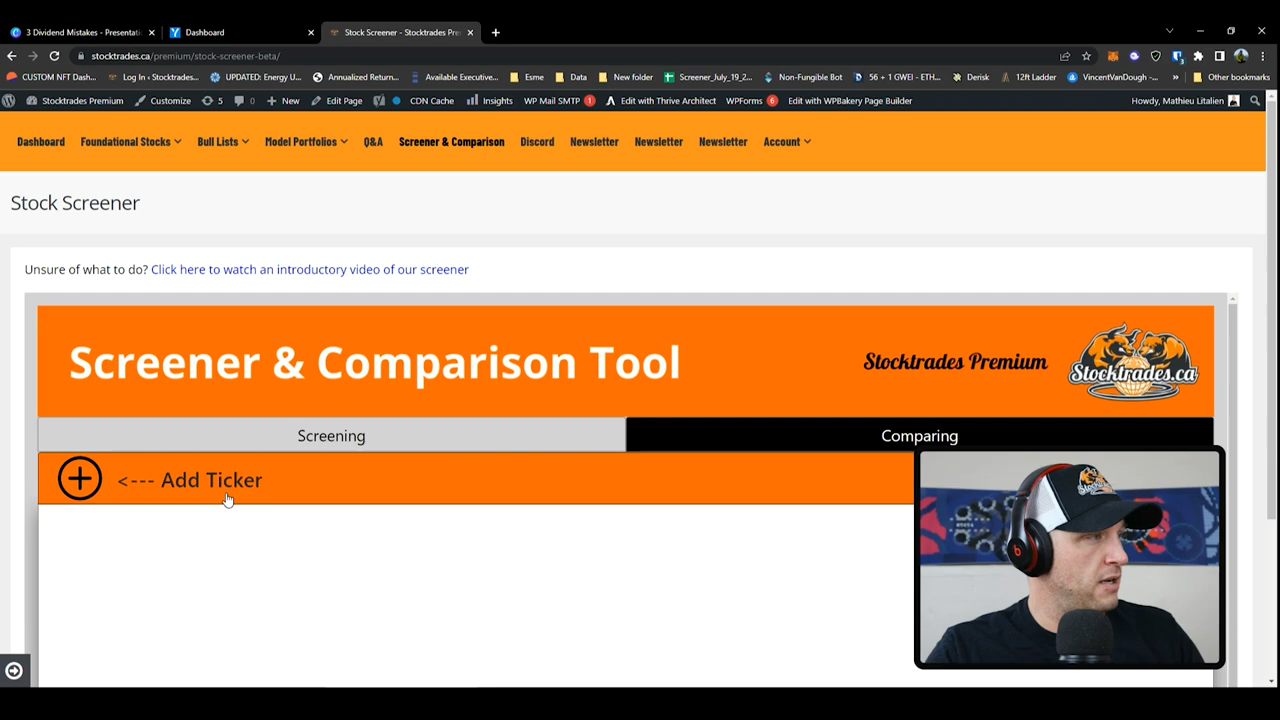 3 Dividend Mistakes - Presentati
Dashboard
Stock Screener - Stocktrades Pre
stocktrades.ca/premium/stock-screener-beta/
CUSTOM NFT Dash...
Log In ‹ Stocktrades...
UPDATED: Energy U...
Annualized Return...
Available Executive...
Esme
Data
New folder
Screener_July_19_2...
Non-Fungible Bot
56 + 1 GWEI - ETH...
Derisk
12ft Ladder
VincentVanDough -...
»
Other bookmarks
Stocktrades Premium
Customize
5
0
New
Edit Page
CDN Cache
Insights
WP Mail SMTP 1
Edit with Thrive Architect
WPForms 6
Edit with WPBakery Page Builder
Howdy, Mathieu Litalien
Dashboard
Foundational Stocks
Bull Lists
Model Portfolios
Q&A
Screener & Comparison
Discord
Newsletter
Newsletter
Newsletter
Account
Stock Screener
Unsure of what to do? Click here to watch an introductory video of our screener
Screener & Comparison Tool
Stocktrades Premium
Stocktrades.ca
Screening
Comparing
<--- Add Ticker